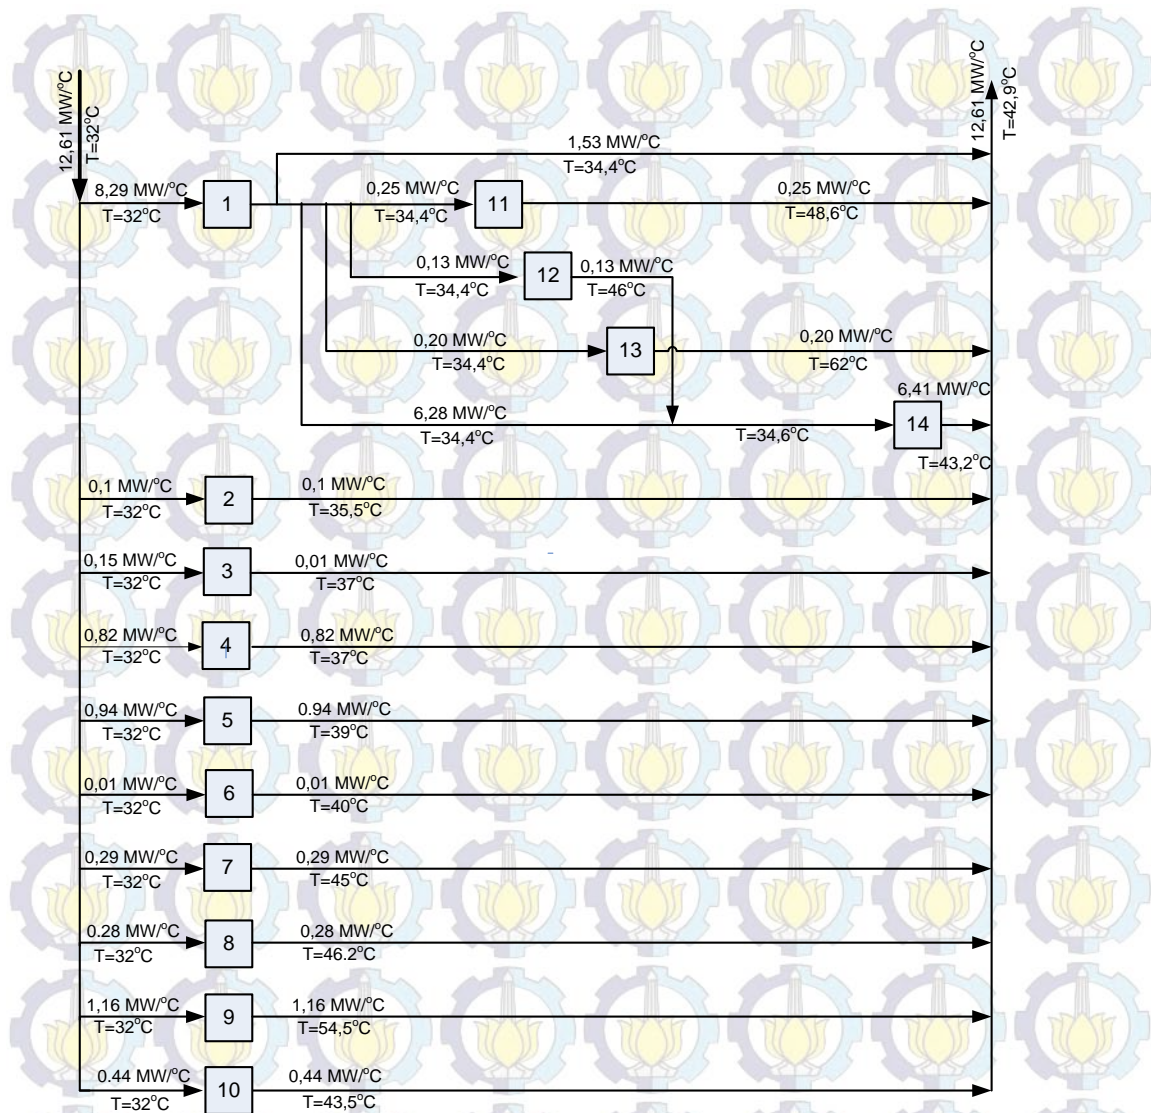 12,61 MW/°C
T=32°C
12,61 MW/°C
T=42,9°C
1,53 MW/°C
T=34,4°C
8,29 MW/°C
T=32°C
1
0,25 MW/°C
T=34,4°C
11
0,25 MW/°C
T=48,6°C
0,13 MW/°C
T=34,4°C
12
0,13 MW/°C
T=46°C
0,20 MW/°C
T=34,4°C
13
0,20 MW/°C
T=62°C
6,28 MW/°C
T=34,4°C
T=34,6°C
14
6,41 MW/°C
T=43,2°C
0,1 MW/°C
T=32°C
2
0,1 MW/°C
T=35,5°C
0,15 MW/°C
T=32°C
3
0,01 MW/°C
T=37°C
0,82 MW/°C
T=32°C
4
0,82 MW/°C
T=37°C
0,94 MW/°C
T=32°C
5
0.94 MW/°C
T=39°C
0,01 MW/°C
T=32°C
6
0,01 MW/°C
T=40°C
0,29 MW/°C
T=32°C
7
0,29 MW/°C
T=45°C
0.28 MW/°C
T=32°C
8
0,28 MW/°C
T=46.2°C
1,16 MW/°C
T=32°C
9
1,16 MW/°C
T=54,5°C
0.44 MW/°C
T=32°C
10
0,44 MW/°C
T=43,5°C